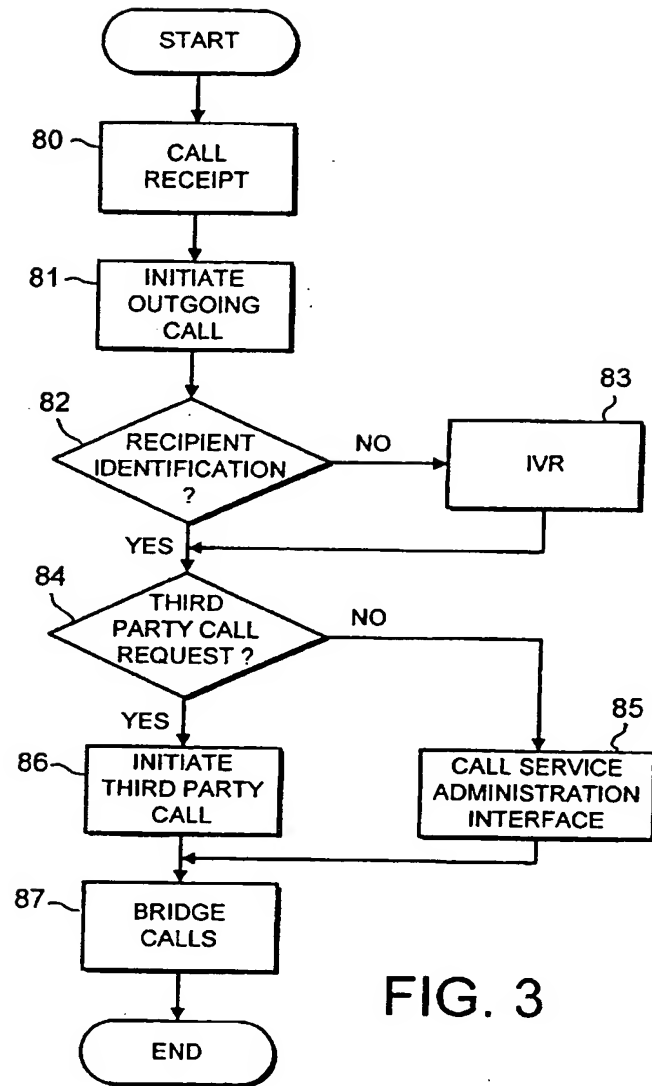 START
80
CALL
RECEIPT
81
INITIATE
OUTGOING
CALL
82
RECIPIENT
IDENTIFICATION
?
NO
83
IVR
YES
84
THIRD
PARTY CALL
REQUEST ?
NO
YES
86
INITIATE
THIRD PARTY
CALL
85
CALL SERVICE
ADMINISTRATION
INTERFACE
87
BRIDGE
CALLS
FIG. 3
END